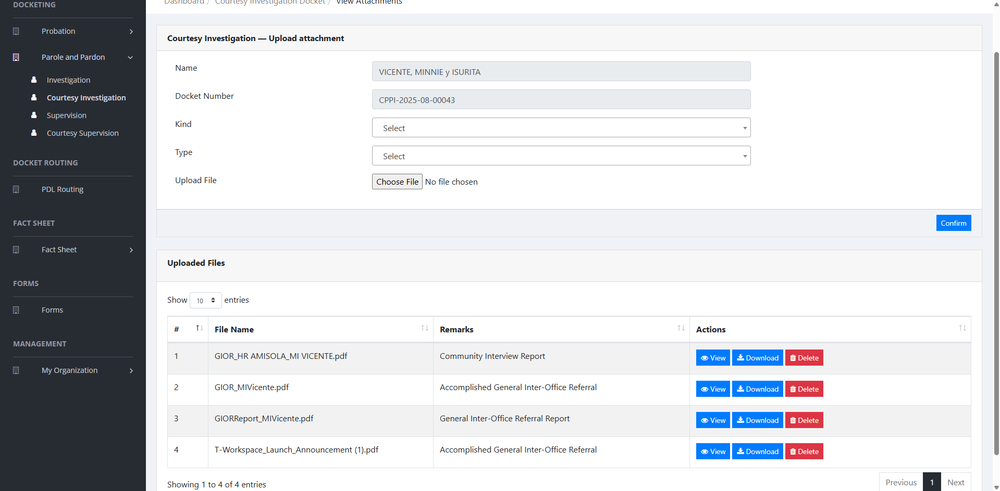 DOCKETING
Probation
Parole and Pardon
Investigation
Courtesy Investigation
Supervision
Courtesy Supervision
DOCKET ROUTING
PDL Routing
FACT SHEET
Fact Sheet
FORMS
Forms
MANAGEMENT
My Organization
Dashboard / Courtesy Investigation Docket / View Attachments
Courtesy Investigation — Upload attachment
Name VICENTE, MINNIE y ISURITA
Docket Number CPPI-2025-08-00043
Kind Select
Type Select
Upload File Choose File No file chosen
Confirm
Uploaded Files
Show 10 entries
# File Name Remarks Actions
1 GIOR_HR AMISOLA_MI VICENTE.pdf Community Interview Report View Download Delete
2 GIOR_MIVicente.pdf Accomplished General Inter-Office Referral View Download Delete
3 GIORReport_MIVicente.pdf General Inter-Office Referral Report View Download Delete
4 T-Workspace_Launch_Announcement (1).pdf Accomplished General Inter-Office Referral View Download Delete
Showing 1 to 4 of 4 entries Previous 1 Next